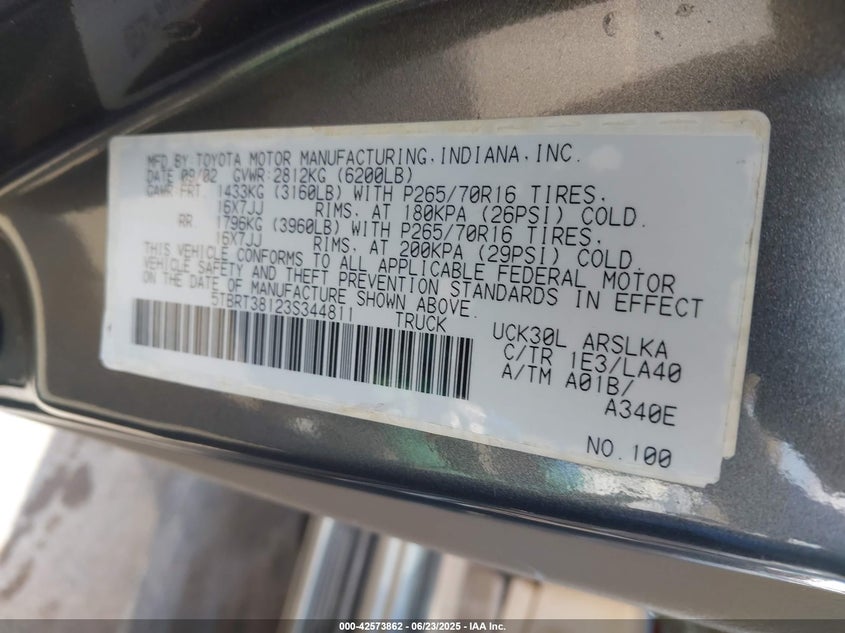 MFD BY:TOYOTA MOTOR MANUFACTURING,INDIANA,INC.
DATE 09/02 GVWR:2812KG (6200LB)
GAWR FRT 1433KG (3160LB) WITH P265/70R16 TIRES,
16X7JJ RIMS, AT 180KPA (26PSI) COLD.
RR 1796KG (3960LB) WITH P265/70R16 TIRES,
16X7JJ RIMS, AT 200KPA (29PSI) COLD.
THIS VEHICLE CONFORMS TO ALL APPLICABLE FEDERAL MOTOR
VEHICLE SAFETY AND THEFT PREVENTION STANDARDS IN EFFECT
ON THE DATE OF MANUFACTURE SHOWN ABOVE.
5TBRT38123S344811 TRUCK
UCK30L ARSLKA
C/TR 1E3/LA40
A/TM A01B/
A340E
NO.100
000-42573862 - 06/23/2025 - IAA Inc.